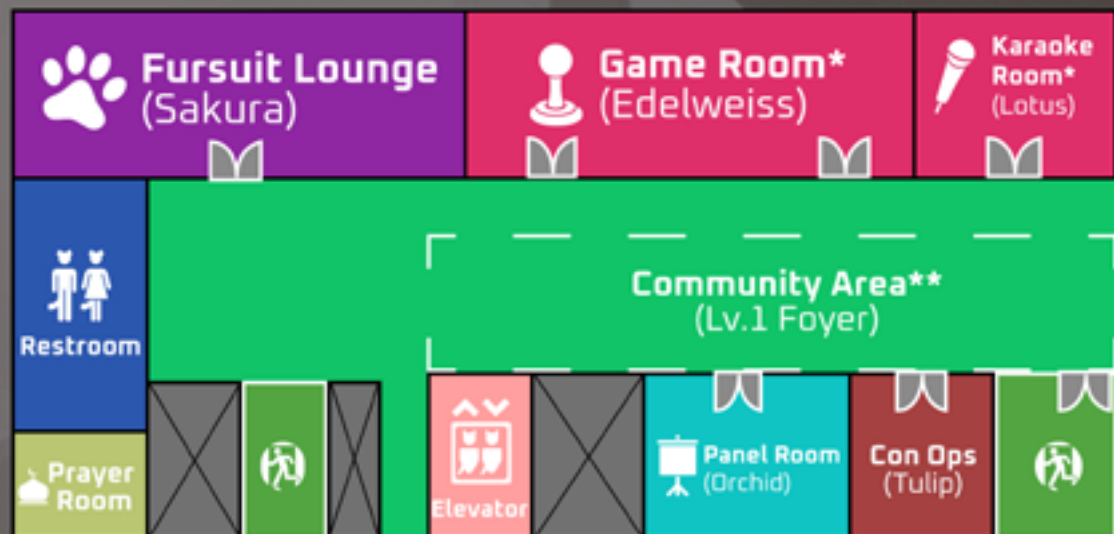 Fursuit Lounge
(Sakura)
Game Room*
(Edelweiss)
Karaoke
Room*
(Lotus)
Restroom
Community Area**
(Lv.1 Foyer)
Prayer
Room
Elevator
Panel Room
(Orchid)
Con Ops
(Tulip)